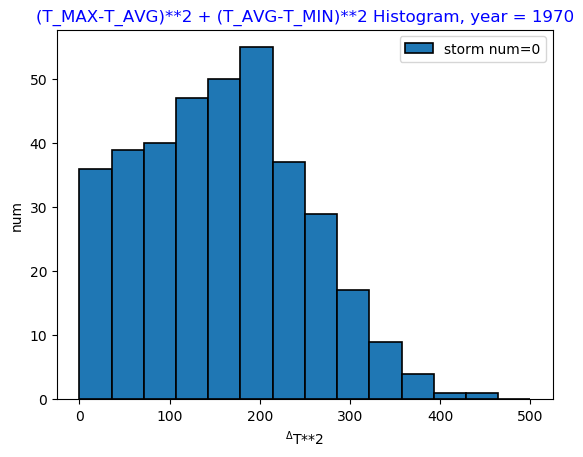 (T_MAX-T_AVG)**2 + (T_AVG-T_MIN)**2 Histogram, year = 1970
storm num=0
50
40
30
20
10
0
num
0 100 200 300 400 500
ΔT**2